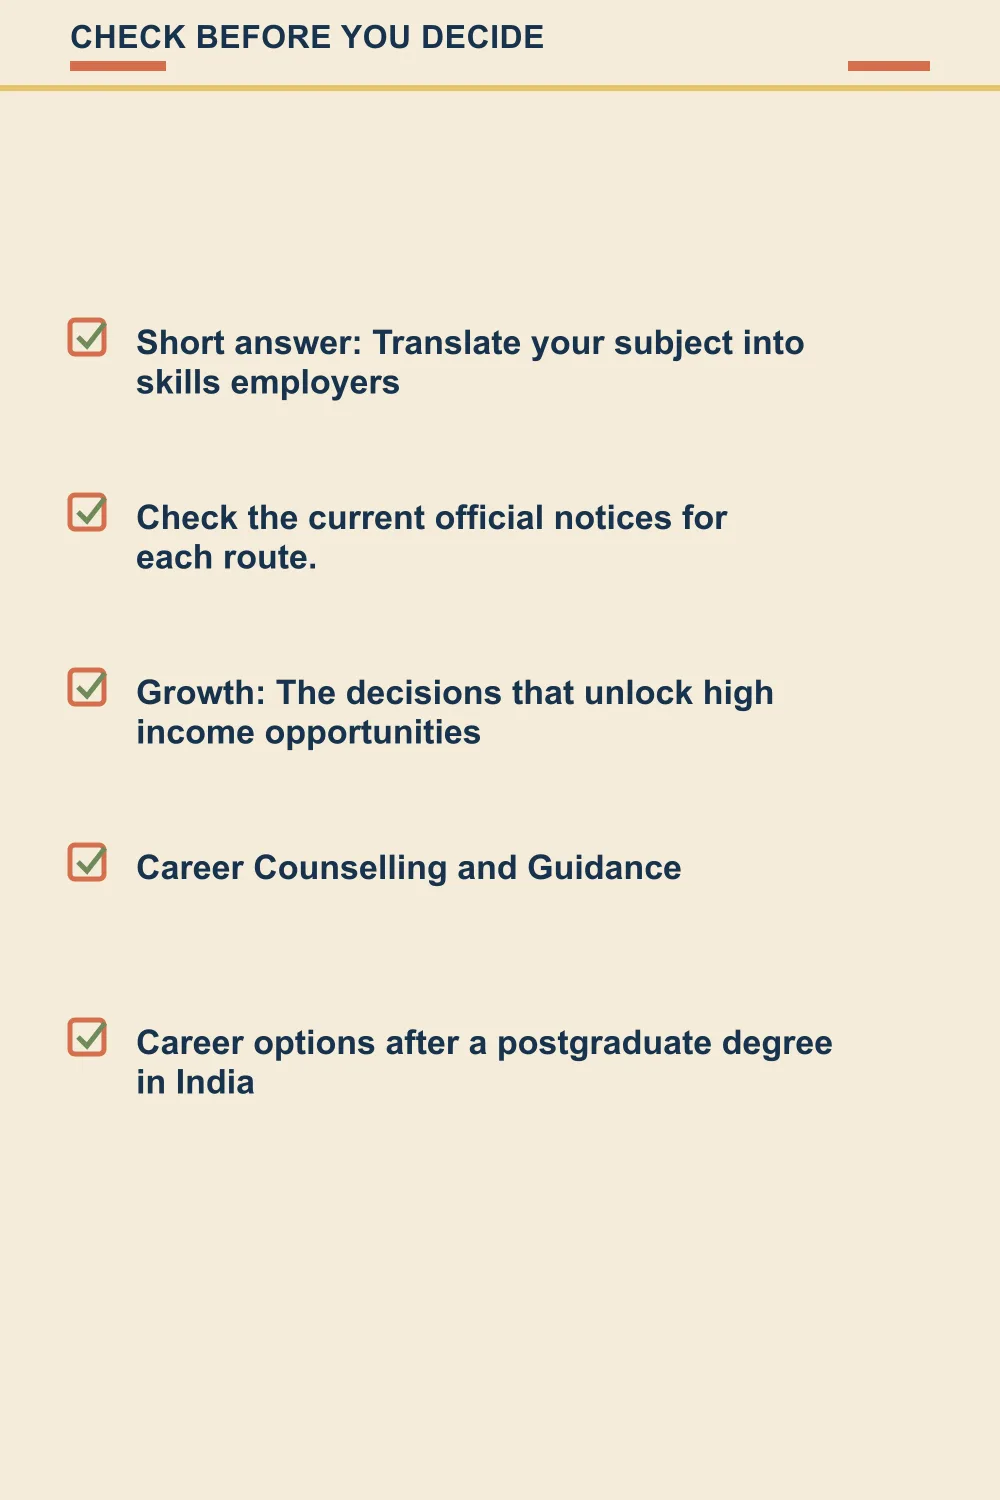 CHECK BEFORE YOU DECIDE
Short answer: Translate your subject into
skills employers
Check the current official notices for
each route.
Growth: The decisions that unlock high
income opportunities
Career Counselling and Guidance
Career options after a postgraduate degree
in India